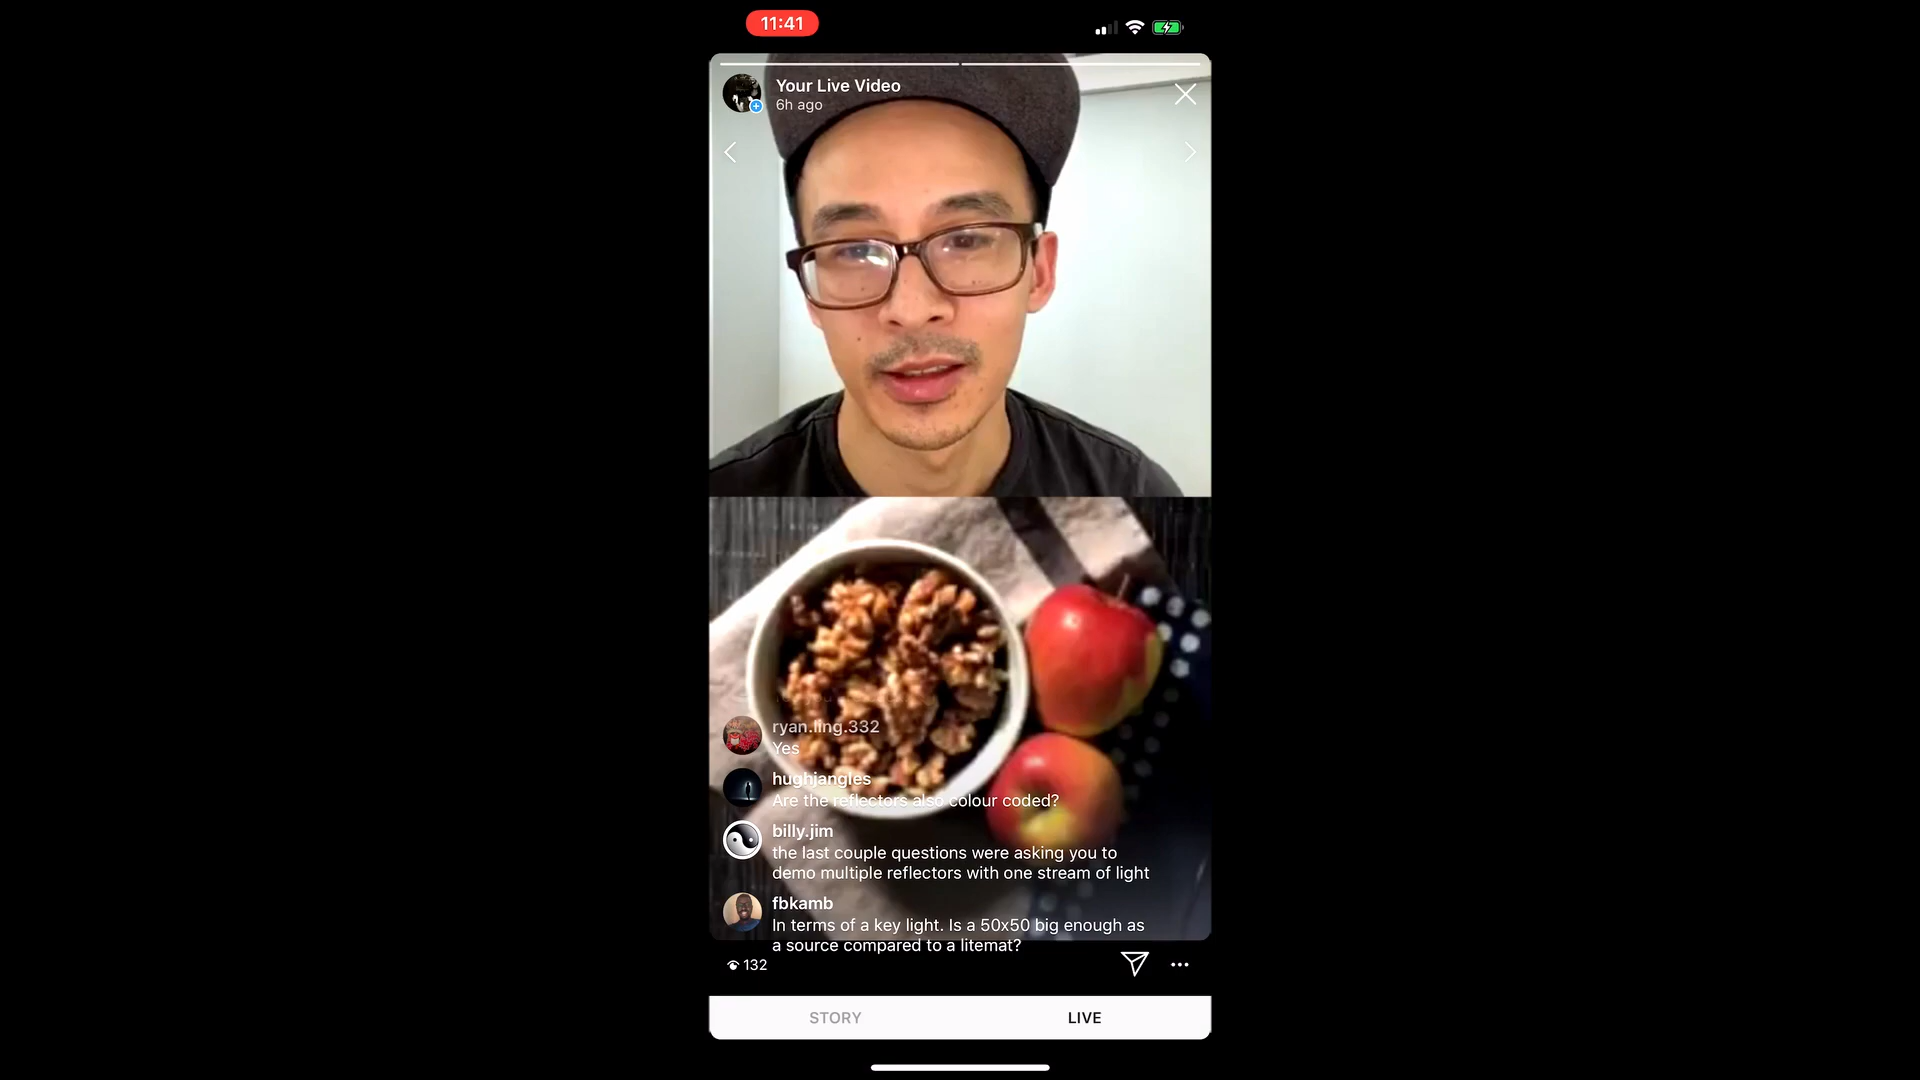 11:41
Your Live Video
6h ago
ryan.ling.332
Yes
hughjangles
Are the reflectors also colour coded?
billy.jim
the last couple questions were asking you to
demo multiple reflectors with one stream of light
fbkamb
In terms of a key light. Is a 50x50 big enough as
a source compared to a litemat?
132
STORY
LIVE